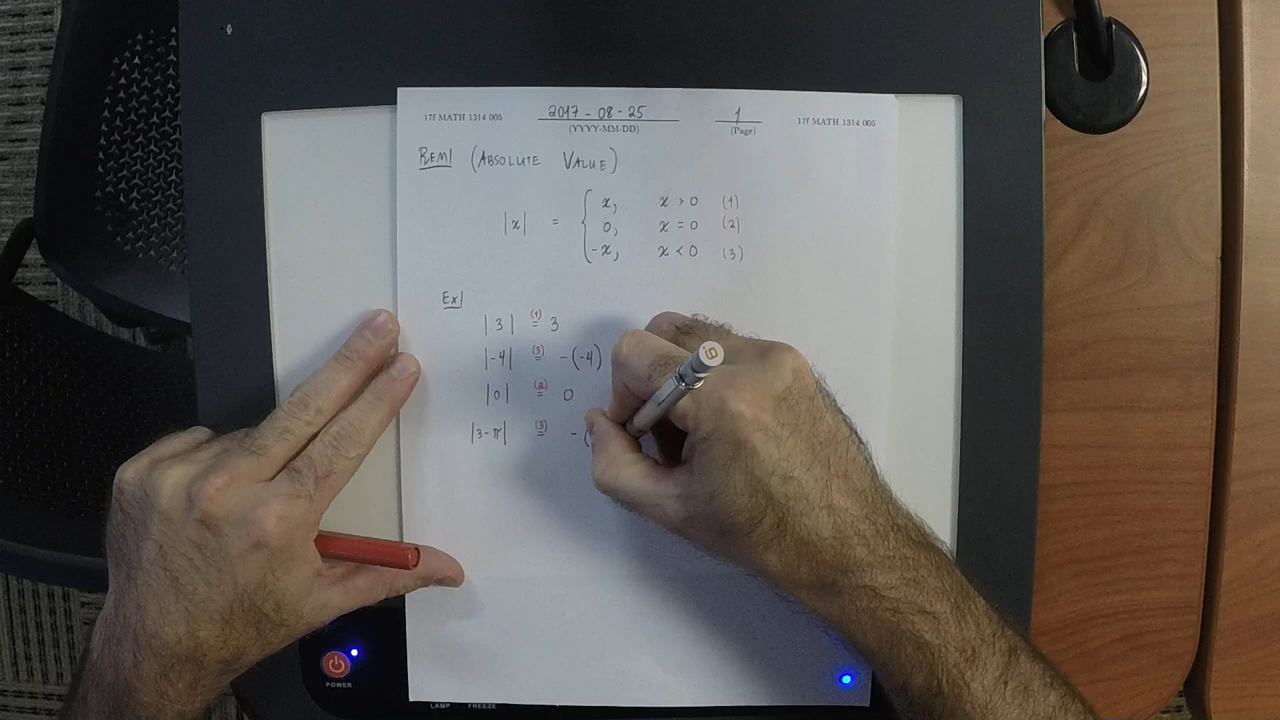 17f MATH 1314 005 2017-08-25 1 17f MATH 1314 005
(YYYY-MM-DD) (Page)
REM| (ABSOLUTE VALUE)
x, x > 0 (1)
|x| = { 0, x = 0 (2)
-x, x < 0 (3)
Ex|
|3| (1)= 3
|-4| (3)= -(-4)
|0| (2)= 0
|3-π| (3)= -(
POWER
LAMP FREEZE